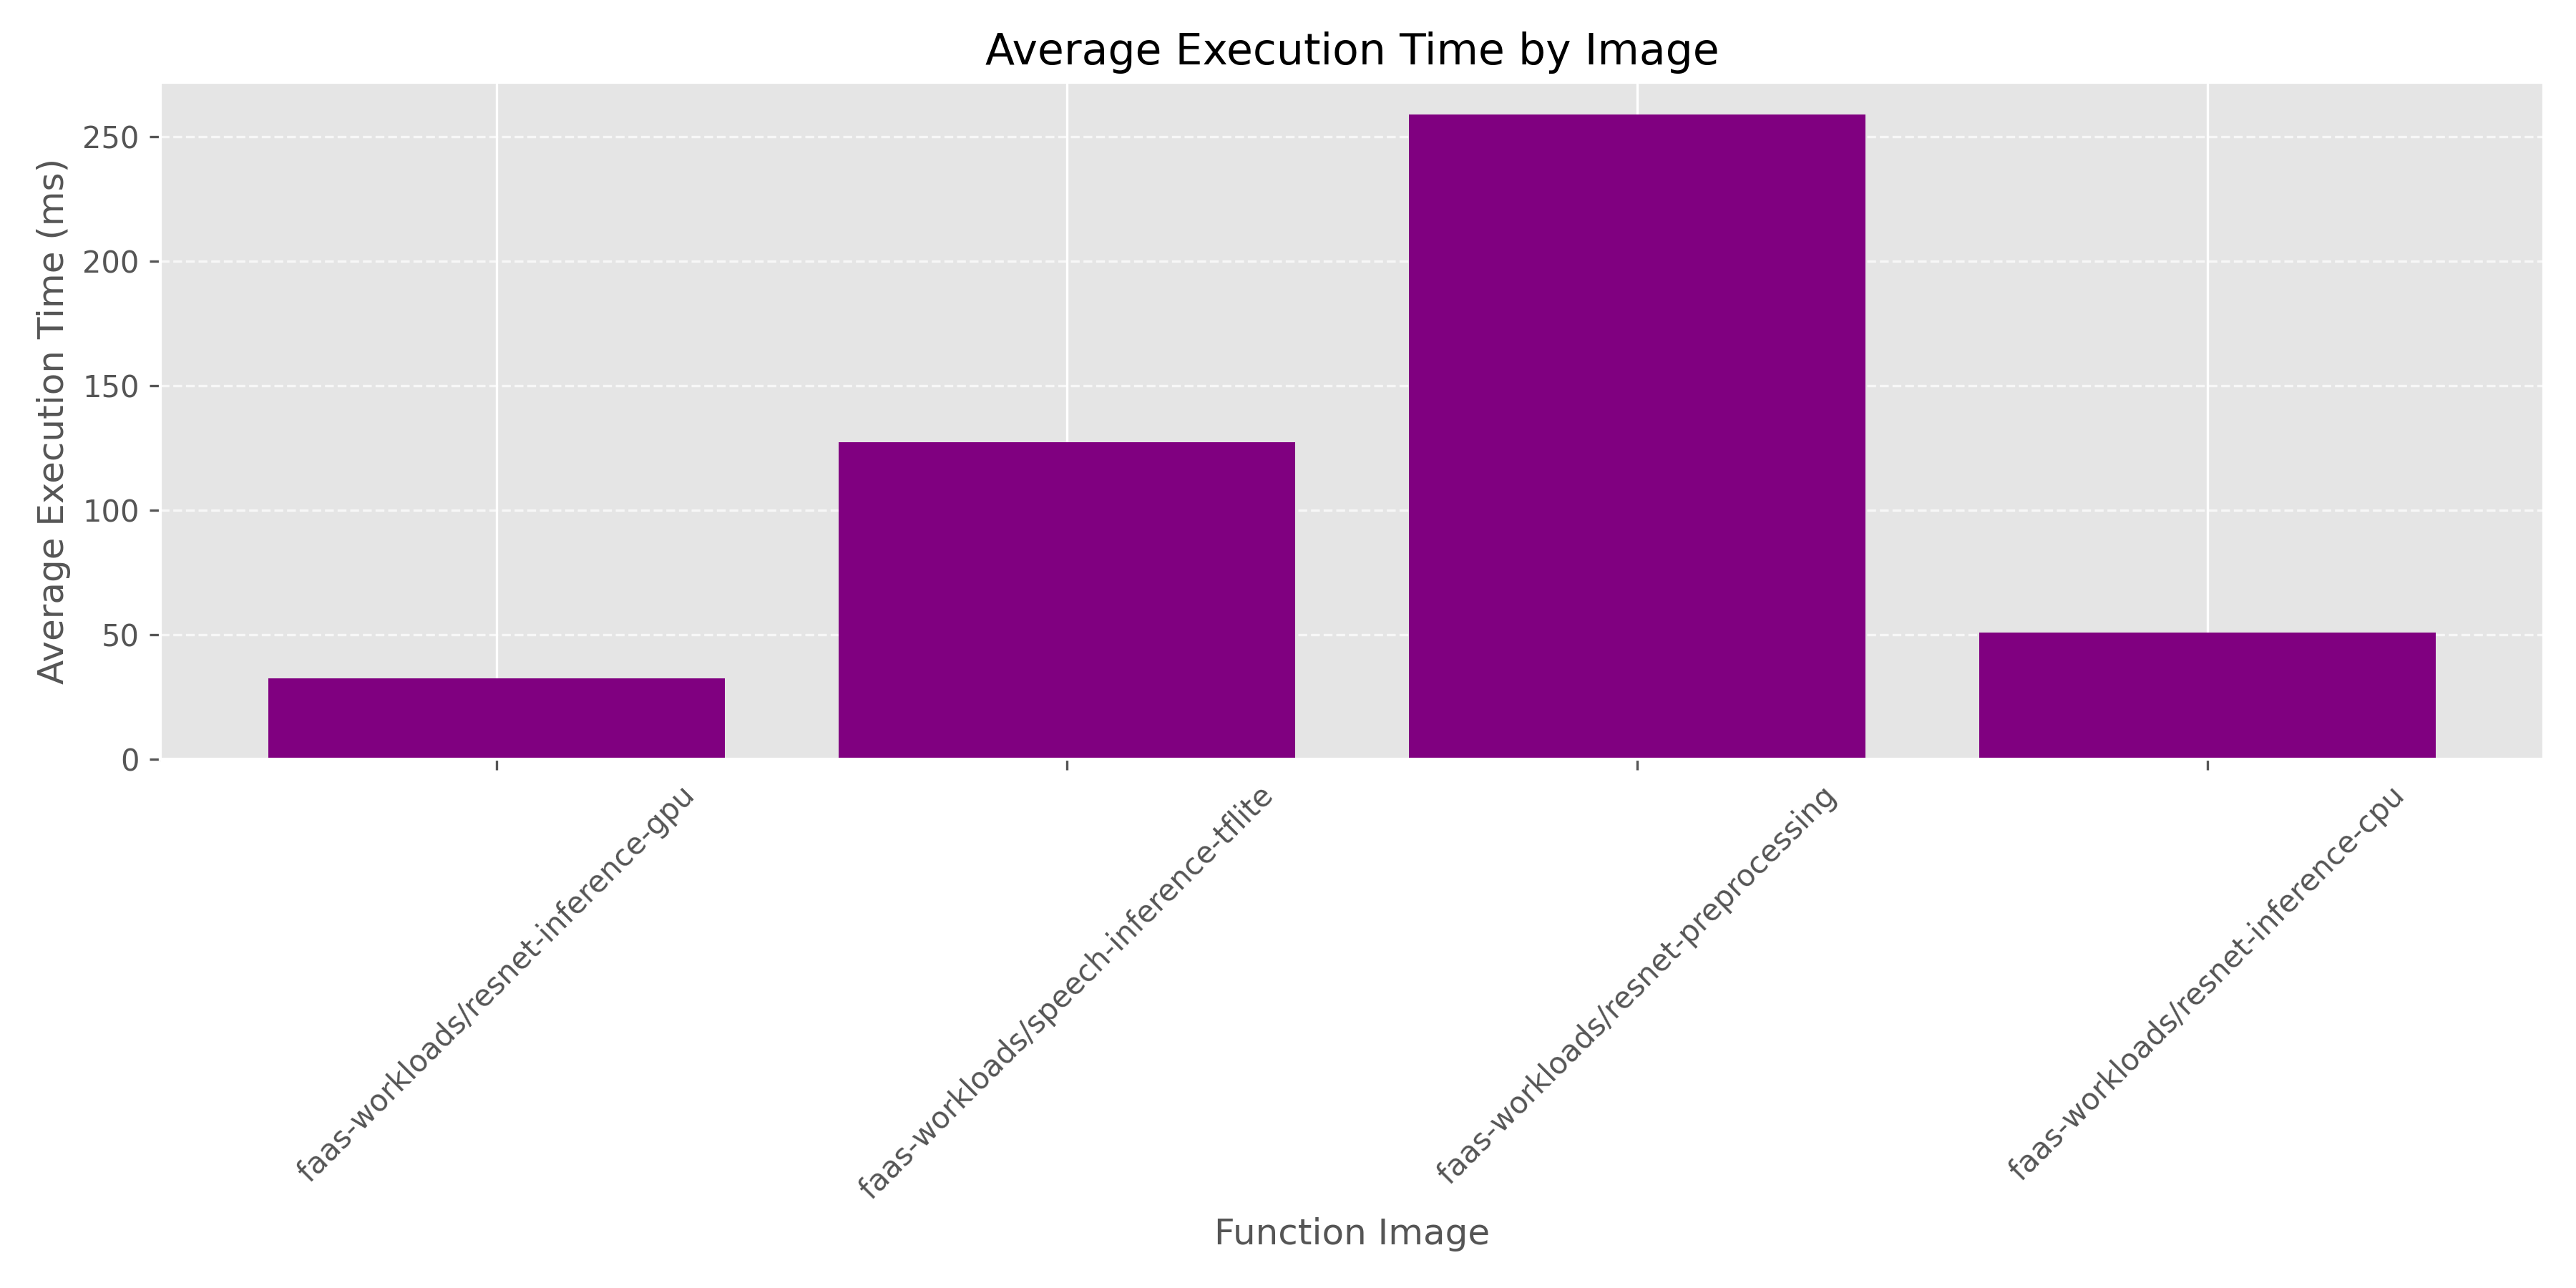 Average Execution Time by Image
Average Execution Time (ms)
250
200
150
100
50
0
faas-workloads/resnet-inference-gpu
faas-workloads/speech-inference-tflite
faas-workloads/resnet-preprocessing
faas-workloads/resnet-inference-cpu
Function Image